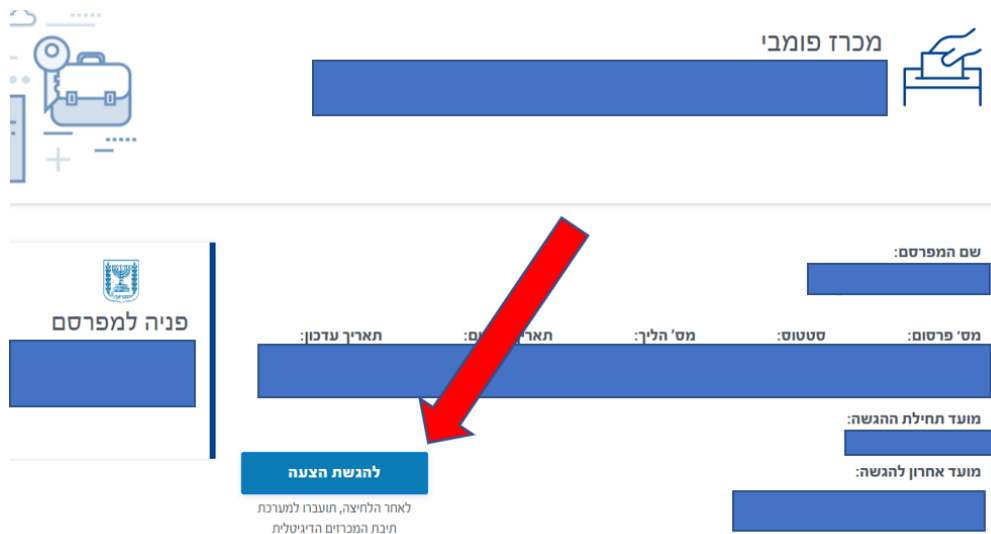 מכרז פומבי
שם המפרסם:
פניה למפרסם
מס׳ פרסום: סטטוס: מס׳ הליך: תאריך עדכון:
מועד תחילת ההגשה:
מועד אחרון להגשה:
להגשת הצעה
לאחר הלחיצה, תועברו למערכת
תיבת המכרזים הדיגיטלית